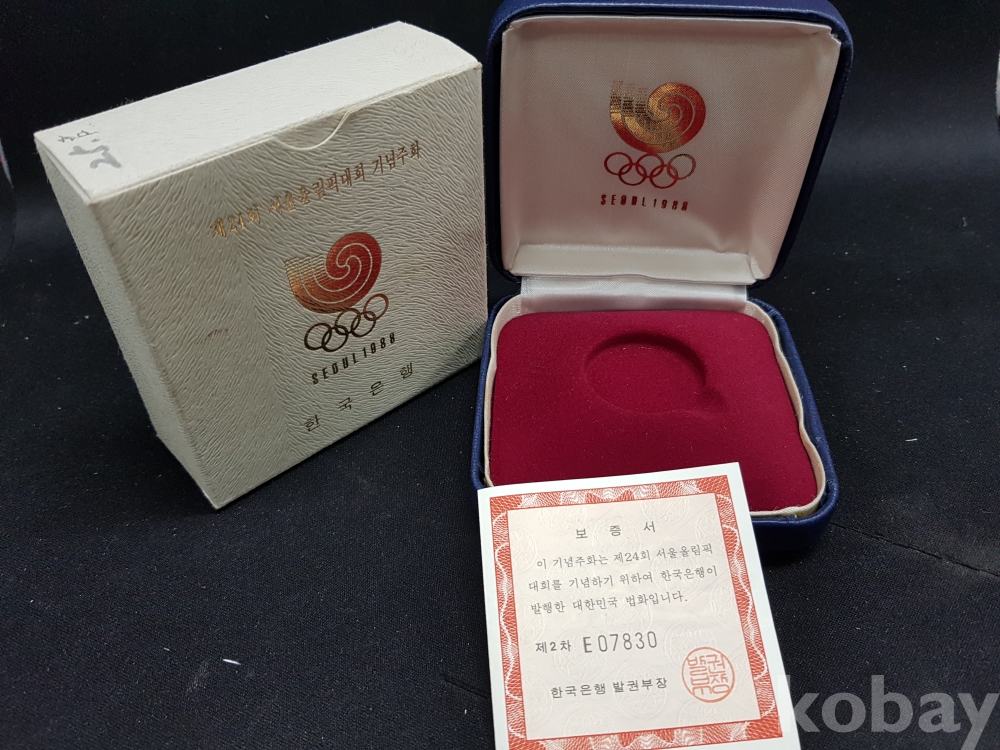 제24회 서울올림픽대회 기념주화
SEOUL 1988
한국은행
SEOUL 1988
보증서
이 기념주화는 제24회 서울올림픽
대회를 기념하기 위하여 한국은행이
발행한 대한민국 법화입니다.
제2차 E 07830
한국은행 발권부장
kobay